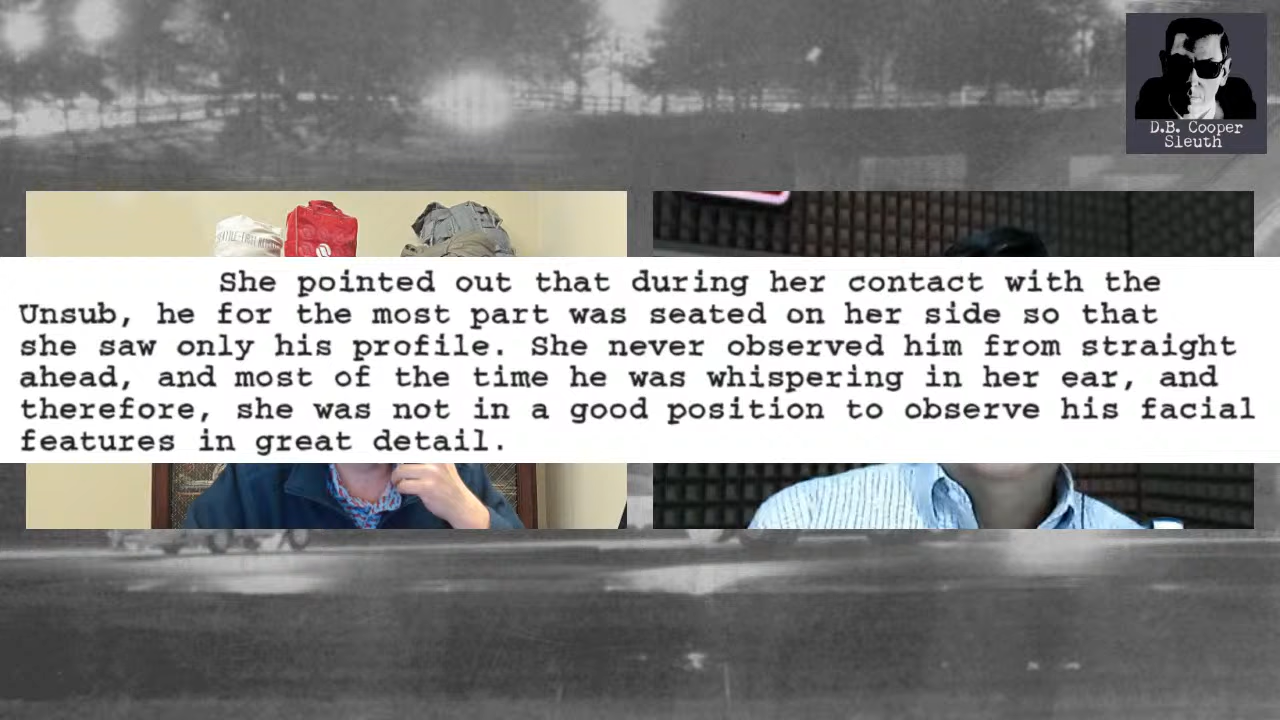 D.B. Cooper
Sleuth
She pointed out that during her contact with the
Unsub, he for the most part was seated on her side so that
she saw only his profile. She never observed him from straight
ahead, and most of the time he was whispering in her ear, and
therefore, she was not in a good position to observe his facial
features in great detail.